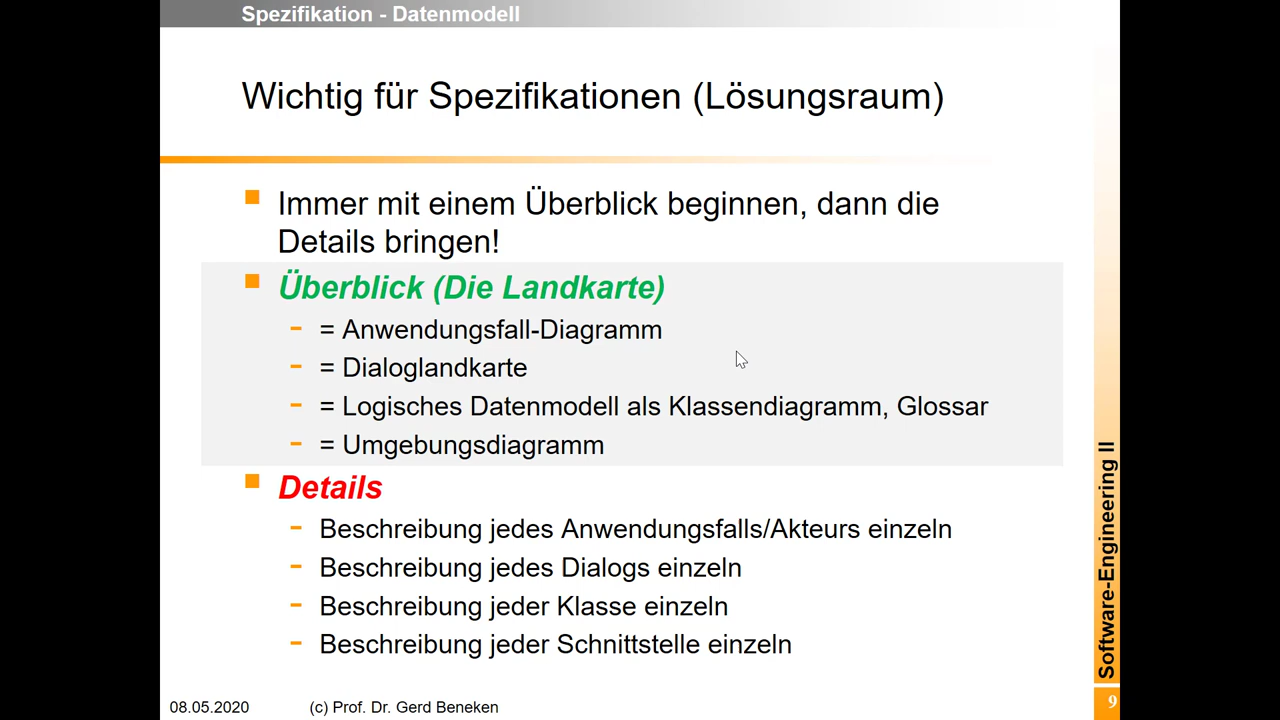 Spezifikation - Datenmodell
Wichtig für Spezifikationen (Lösungsraum)
Immer mit einem Überblick beginnen, dann die
Details bringen!
Überblick (Die Landkarte)
- = Anwendungsfall-Diagramm
- = Dialoglandkarte
- = Logisches Datenmodell als Klassendiagramm, Glossar
- = Umgebungsdiagramm
Details
- Beschreibung jedes Anwendungsfalls/Akteurs einzeln
- Beschreibung jedes Dialogs einzeln
- Beschreibung jeder Klasse einzeln
- Beschreibung jeder Schnittstelle einzeln
Software-Engineering II
08.05.2020 (c) Prof. Dr. Gerd Beneken
9